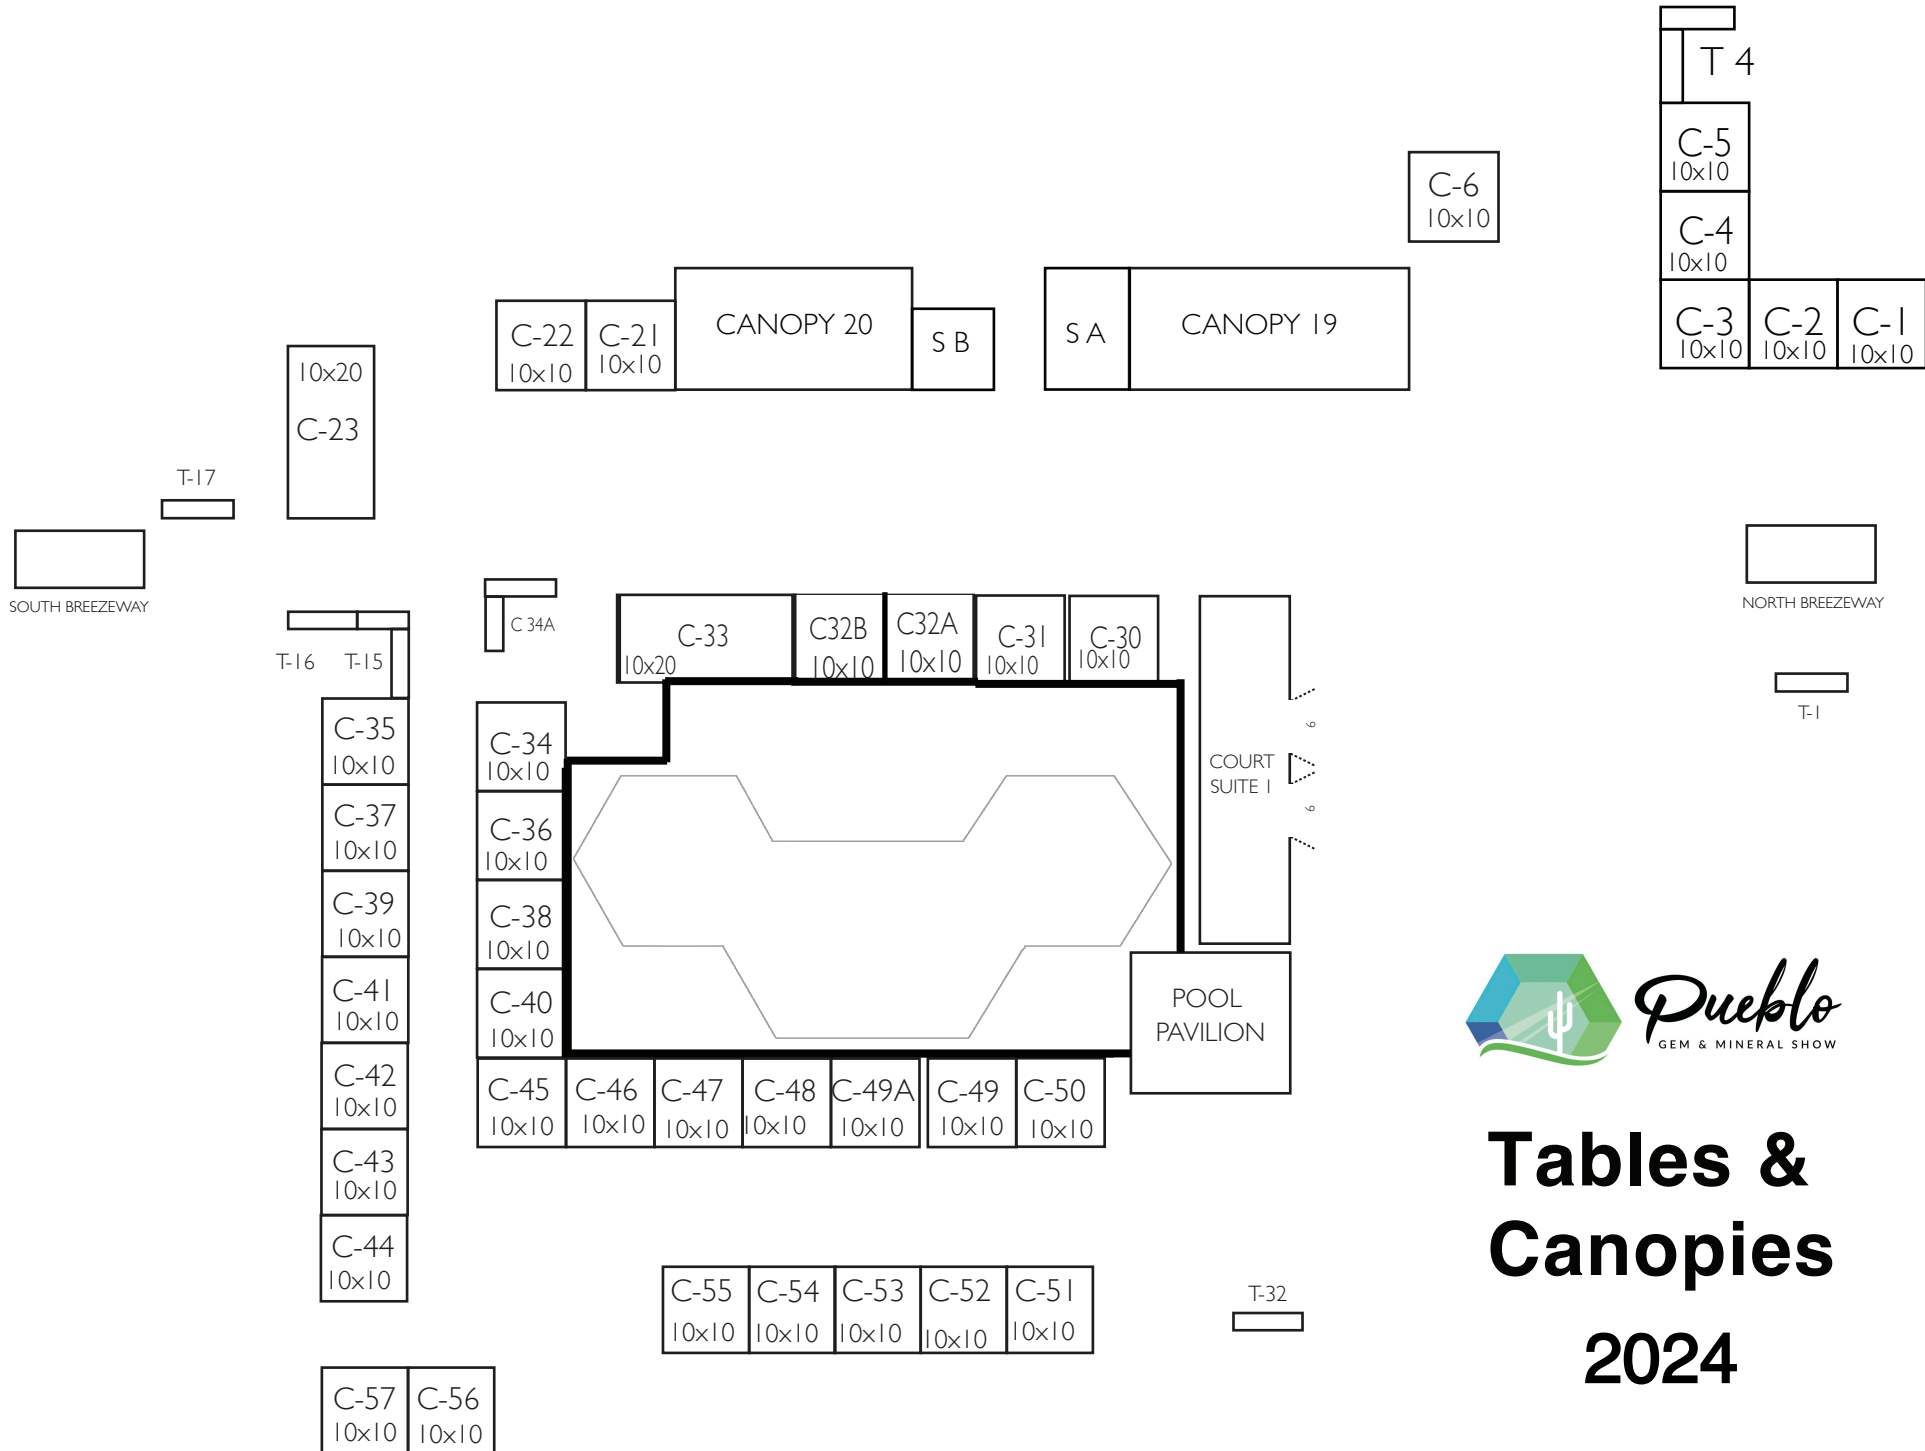 T 4
C-5
10x10
C-6
10x10
C-4
10x10
C-3
10x10
C-2
10x10
C-1
10x10
C-22
10x10
C-21
10x10
CANOPY 20
S B
S A
CANOPY 19
10x20
C-23
T-17
SOUTH BREEZEWAY
NORTH BREEZEWAY
T-16
T-15
C 34A
C-33
10x20
C32B
10x10
C32A
10x10
C-31
10x10
C-30
10x10
T-1
COURT
SUITE 1
6
6
C-35
10x10
C-37
10x10
C-39
10x10
C-41
10x10
C-42
10x10
C-43
10x10
C-44
10x10
C-34
10x10
C-36
10x10
C-38
10x10
C-40
10x10
POOL
PAVILION
C-45
10x10
C-46
10x10
C-47
10x10
C-48
10x10
C-49A
10x10
C-49
10x10
C-50
10x10
C-55
10x10
C-54
10x10
C-53
10x10
C-52
10x10
C-51
10x10
T-32
C-57
10x10
C-56
10x10
Pueblo
GEM & MINERAL SHOW
Tables &
Canopies
2024